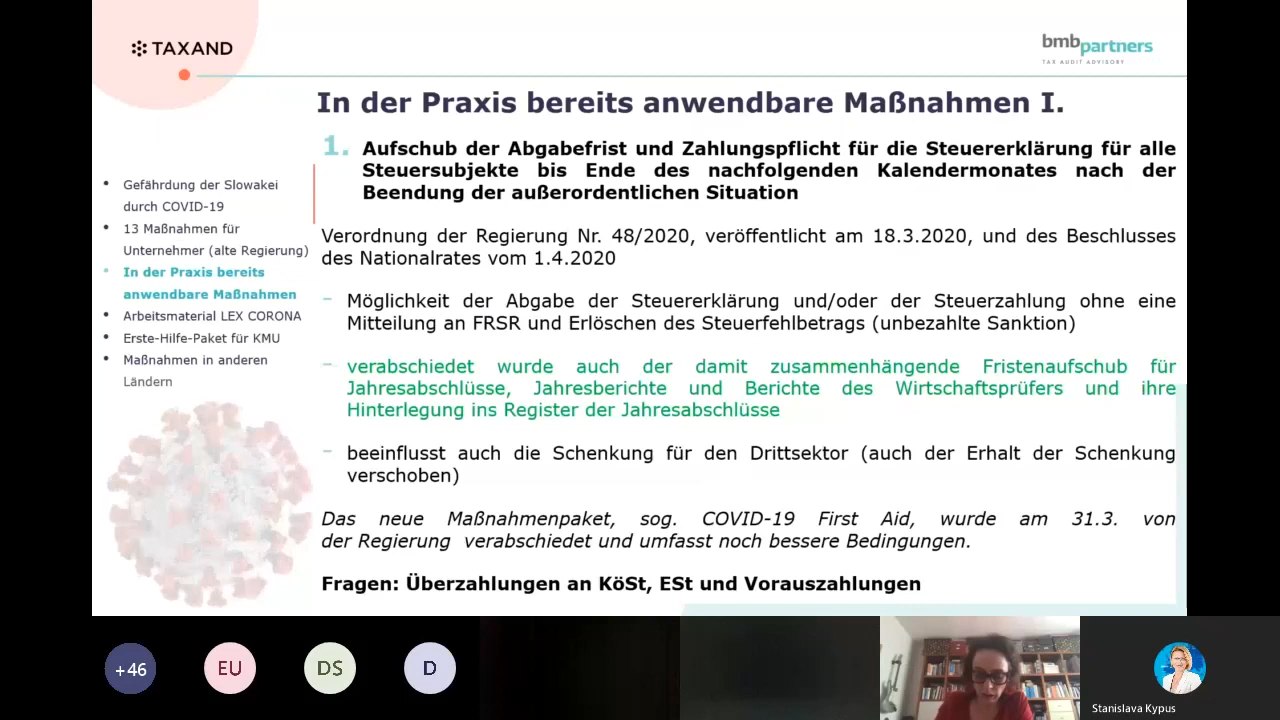 TAXAND
bmbpartners
TAX AUDIT ADVISORY
In der Praxis bereits anwendbare Maßnahmen I.
1. Aufschub der Abgabefrist und Zahlungspflicht für die Steuererklärung für alle
Steuersubjekte bis Ende des nachfolgenden Kalendermonates nach der
Beendung der außerordentlichen Situation
• Gefährdung der Slowakei
durch COVID-19
• 13 Maßnahmen für
Unternehmer (alte Regierung)
• In der Praxis bereits
anwendbare Maßnahmen
• Arbeitsmaterial LEX CORONA
• Erste-Hilfe-Paket für KMU
• Maßnahmen in anderen
Ländern
Verordnung der Regierung Nr. 48/2020, veröffentlicht am 18.3.2020, und des Beschlusses
des Nationalrates vom 1.4.2020
- Möglichkeit der Abgabe der Steuererklärung und/oder der Steuerzahlung ohne eine
Mitteilung an FRSR und Erlöschen des Steuerfehlbetrags (unbezahlte Sanktion)
- verabschiedet wurde auch der damit zusammenhängende Fristenaufschub für
Jahresabschlüsse, Jahresberichte und Berichte des Wirtschaftsprüfers und ihre
Hinterlegung ins Register der Jahresabschlüsse
- beeinflusst auch die Schenkung für den Drittsektor (auch der Erhalt der Schenkung
verschoben)
Das neue Maßnahmenpaket, sog. COVID-19 First Aid, wurde am 31.3. von
der Regierung verabschiedet und umfasst noch bessere Bedingungen.
Fragen: Überzahlungen an KöSt, ESt und Vorauszahlungen
+46
EU
DS
D
Stanislava Kypus